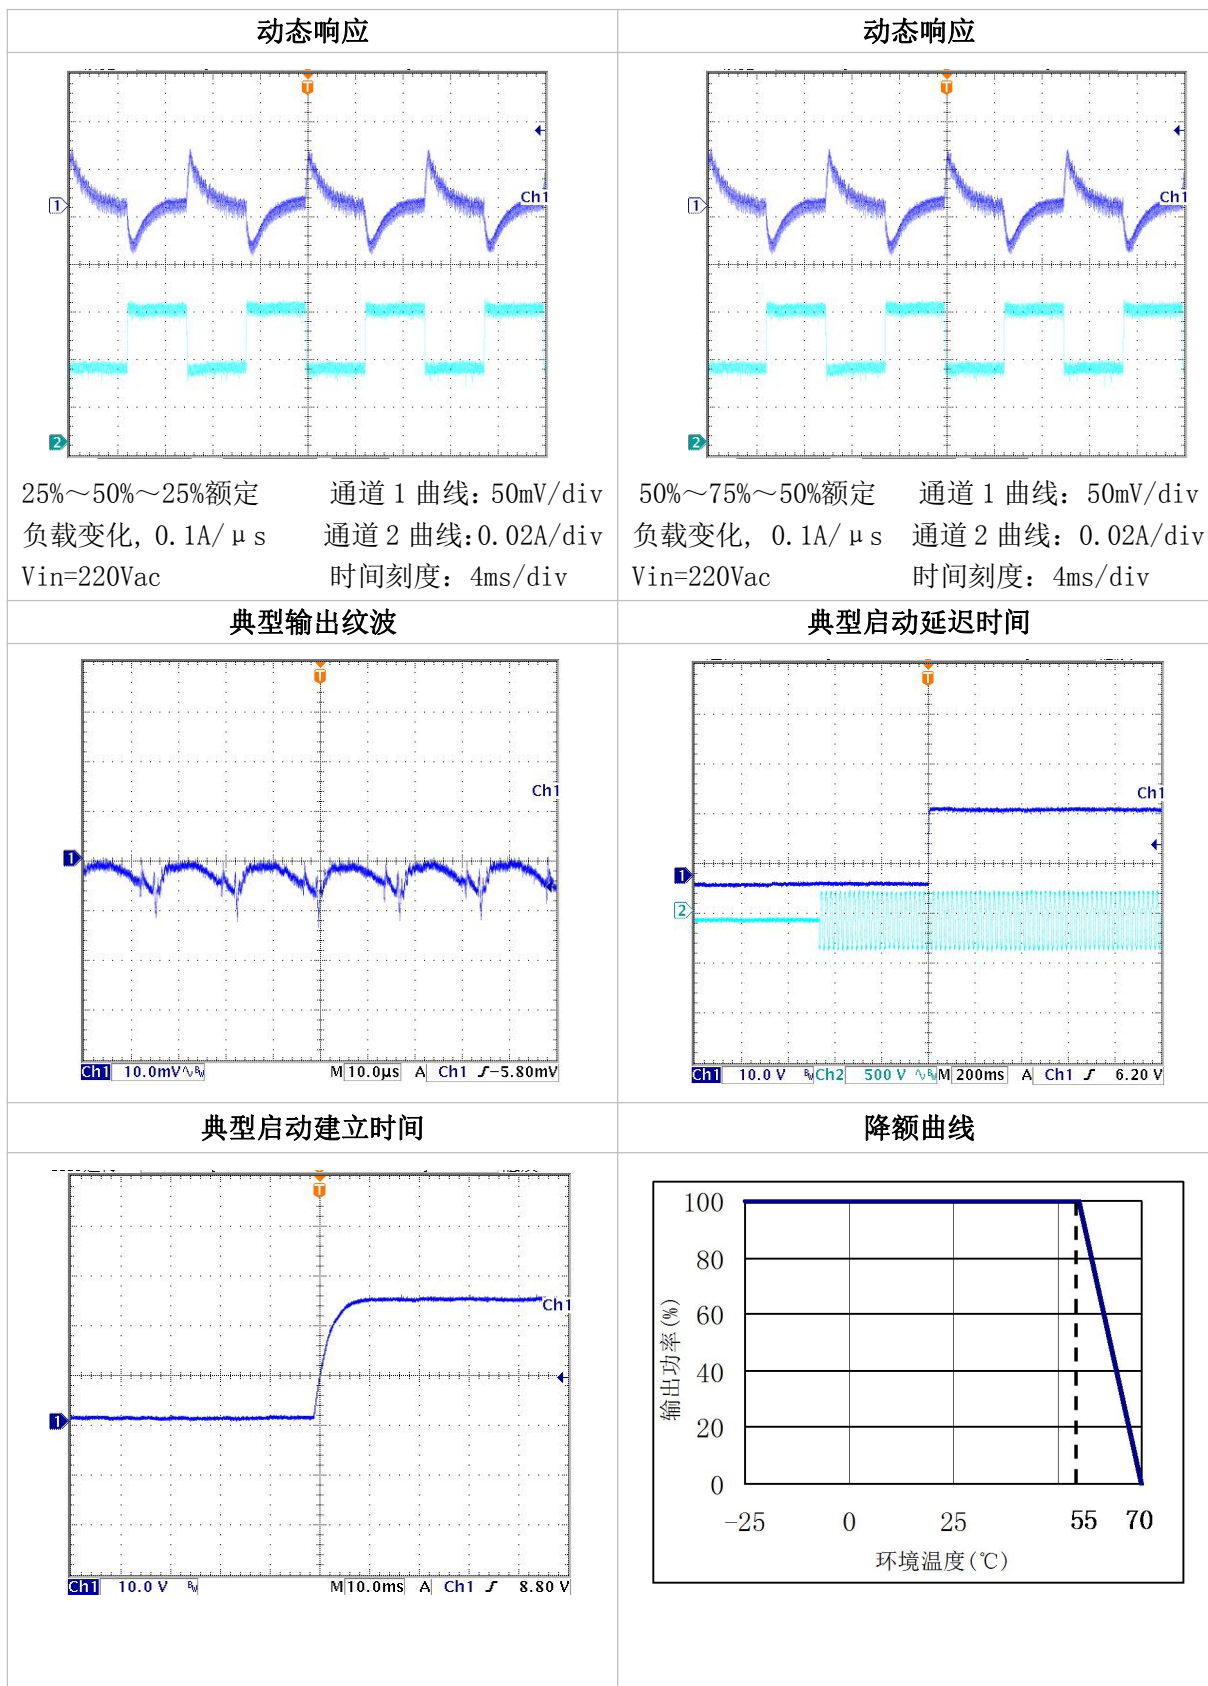 动态响应
动态响应
T
1
Ch1
2
T
1
Ch1
2
25%～50%～25%额定 通道 1 曲线: 50mV/div
负载变化, 0.1A/μs 通道 2 曲线:0.02A/div
Vin=220Vac 时间刻度: 4ms/div
50%～75%～50%额定 通道 1 曲线: 50mV/div
负载变化, 0.1A/μs 通道 2 曲线: 0.02A/div
Vin=220Vac 时间刻度: 4ms/div
典型输出纹波
典型启动延迟时间
T
Ch1
1
Ch1 10.0mV M 10.0µs A Ch1 -5.80mV
T
Ch1
1
2
Ch1 10.0 V Ch2 500 V M 200ms A Ch1 6.20 V
典型启动建立时间
降额曲线
T
Ch1
1
Ch1 10.0 V M 10.0ms A Ch1 8.80 V
输出功率(%)
100
80
60
40
20
0
-25 0 25 55 70
环境温度(℃)